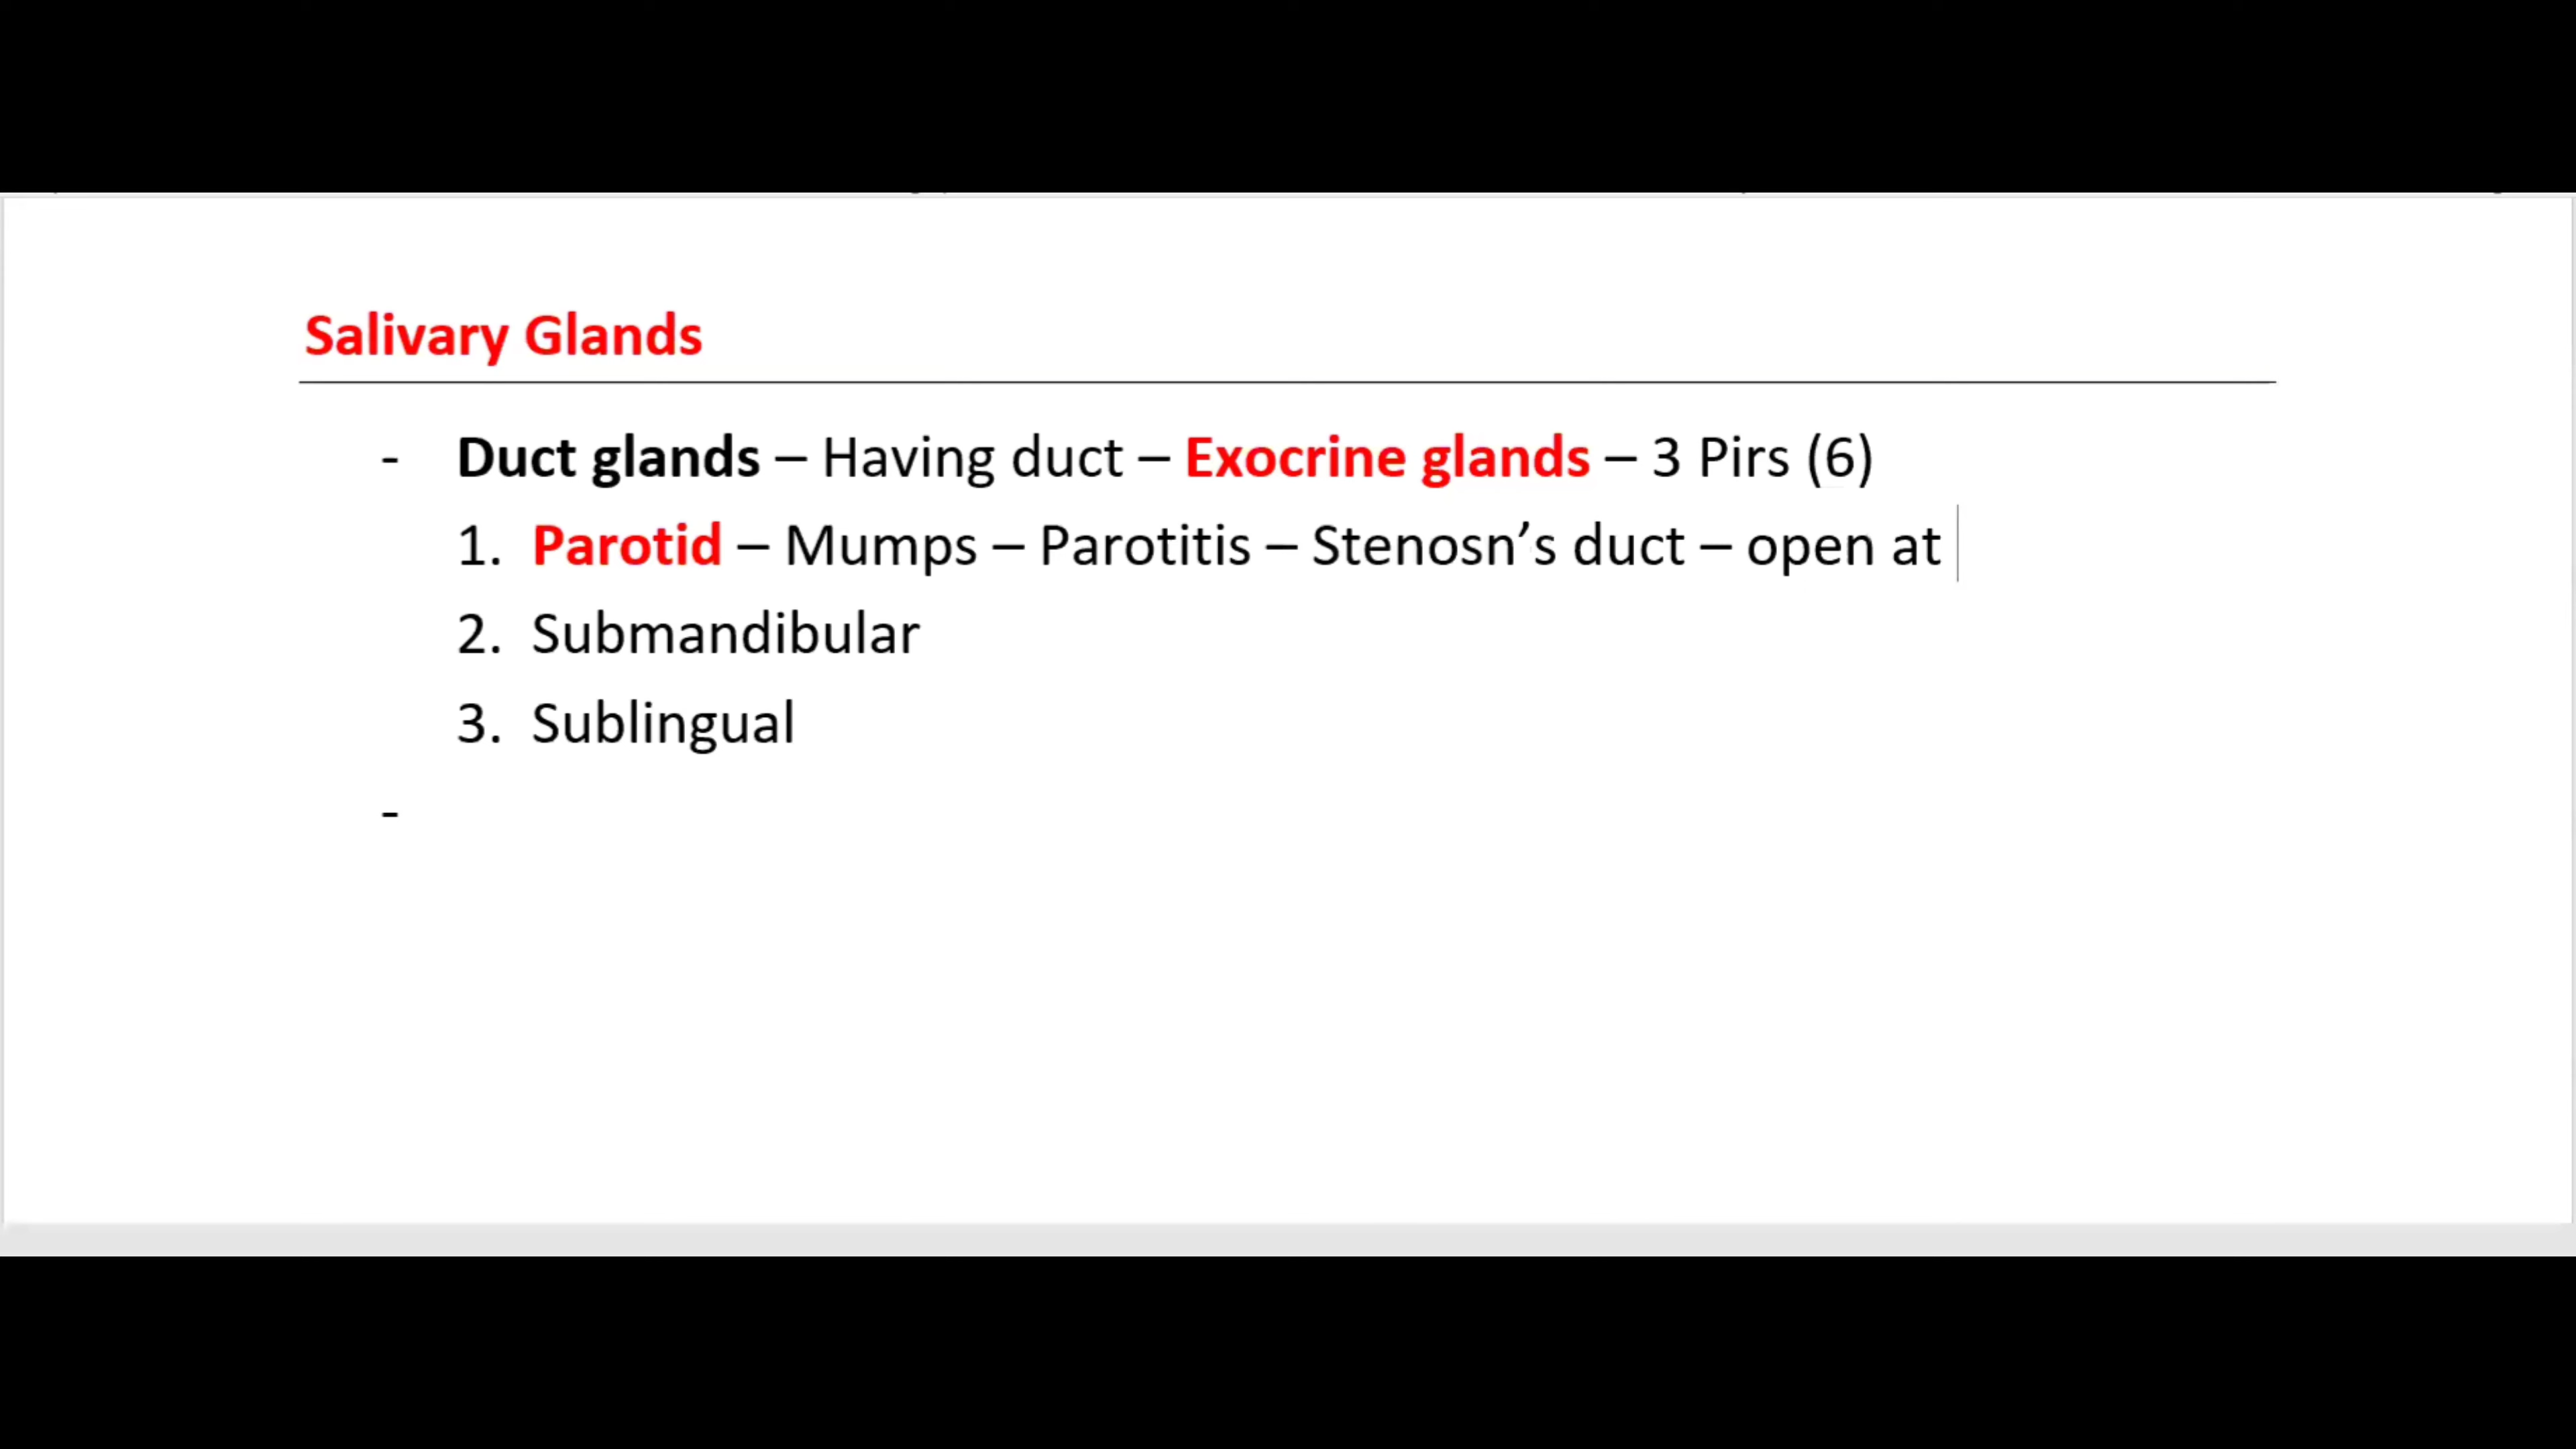 Salivary Glands
- Duct glands – Having duct – Exocrine glands – 3 Pirs (6)
1. Parotid – Mumps – Parotitis – Stenosn’s duct – open at
2. Submandibular
3. Sublingual
-